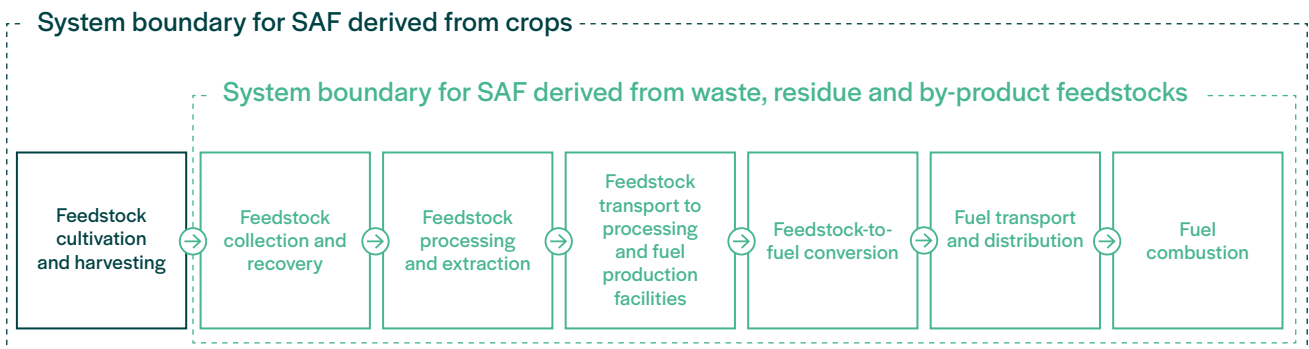 System boundary for SAF derived from crops
System boundary for SAF derived from waste, residue and by-product feedstocks
Feedstock
cultivation
and harvesting
Feedstock
collection and
recovery
Feedstock
processing
and extraction
Feedstock
transport to
processing
and fuel
production
facilities
Feedstock-to-
fuel conversion
Fuel transport
and distribution
Fuel
combustion